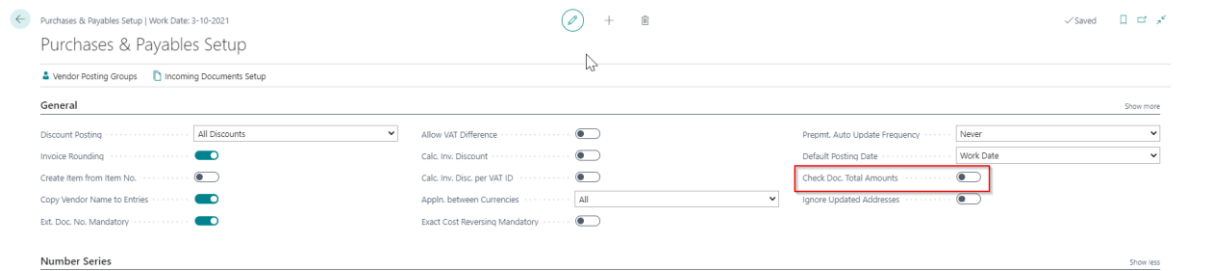 Purchases & Payables Setup | Work Date: 3-10-2021
Saved
Purchases & Payables Setup
Vendor Posting Groups Incoming Documents Setup
General Show more
Discount Posting All Discounts Allow VAT Difference Prepmt. Auto Update Frequency Never
Invoice Rounding Calc. Inv. Discount Default Posting Date Work Date
Create Item from Item No. Calc. Inv. Disc. per VAT ID Check Doc. Total Amounts
Copy Vendor Name to Entries Appln. between Currencies All Ignore Updated Addresses
Ext. Doc. No. Mandatory Exact Cost Reversing Mandatory
Number Series Show less